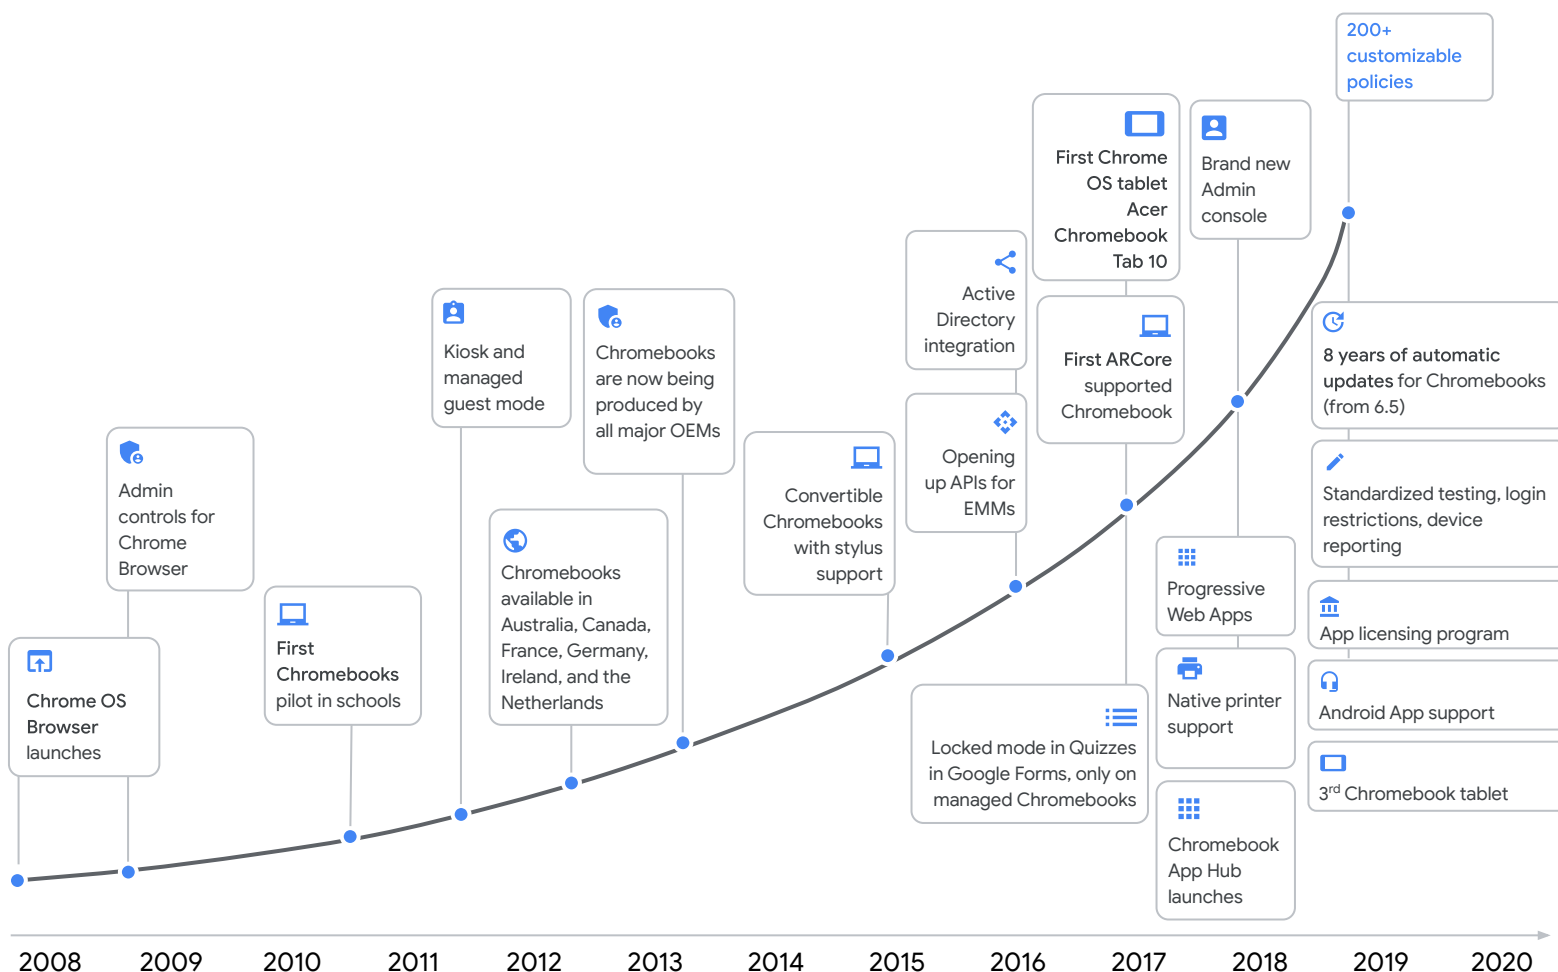 200+
customizable
policies
First Chrome
OS tablet
Acer
Chromebook
Tab 10
Brand new
Admin
console
Active
Directory
integration
Kiosk and
managed
guest mode
Chromebooks
are now being
produced by
all major OEMs
First ARCore
supported
Chromebook
8 years of automatic
updates for Chromebooks
(from 6.5)
Admin
controls for
Chrome
Browser
Convertible
Chromebooks
with stylus
support
Opening
up APIs for
EMMs
Standardized testing, login
restrictions, device
reporting
Chromebooks
available in
Australia, Canada,
France, Germany,
Ireland, and the
Netherlands
Progressive
Web Apps
App licensing program
First
Chromebooks
pilot in schools
Chrome OS
Browser
launches
Native printer
support
Android App support
Locked mode in Quizzes
in Google Forms, only on
managed Chromebooks
3rd Chromebook tablet
Chromebook
App Hub
launches
2008 2009 2010 2011 2012 2013 2014 2015 2016 2017 2018 2019 2020